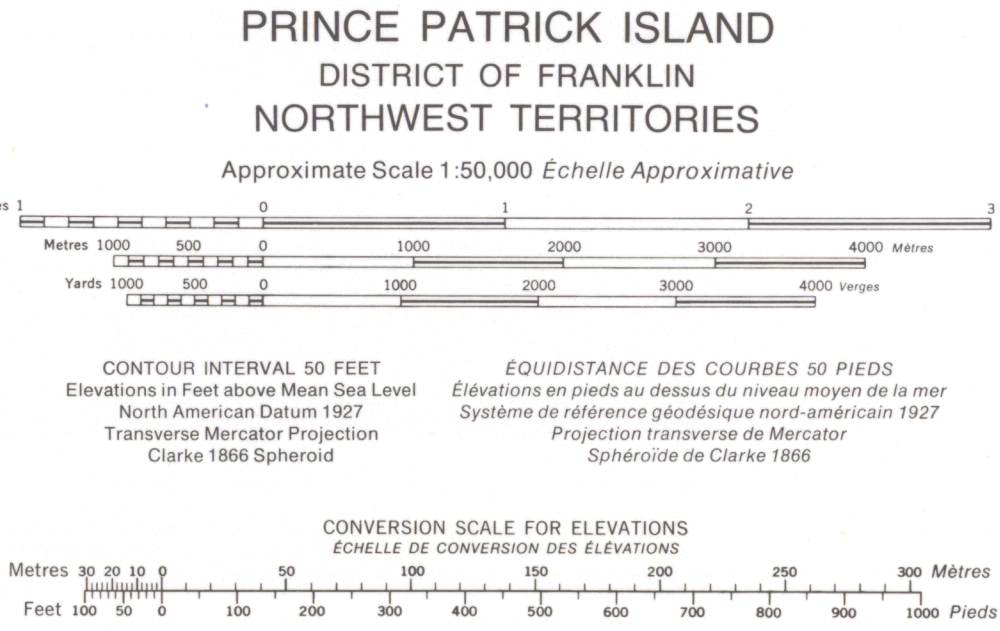 PRINCE PATRICK ISLAND
DISTRICT OF FRANKLIN
NORTHWEST TERRITORIES
Approximate Scale 1:50,000 Échelle Approximative
1 0 1 2 3
Metres 1000 500 0 1000 2000 3000 4000 Mètres
Yards 1000 500 0 1000 2000 3000 4000 Verges
CONTOUR INTERVAL 50 FEET
Elevations in Feet above Mean Sea Level
North American Datum 1927
Transverse Mercator Projection
Clarke 1866 Spheroid
ÉQUIDISTANCE DES COURBES 50 PIEDS
Élévations en pieds au dessus du niveau moyen de la mer
Système de référence géodésique nord-américain 1927
Projection transverse de Mercator
Sphéroïde de Clarke 1866
CONVERSION SCALE FOR ELEVATIONS
ÉCHELLE DE CONVERSION DES ÉLÉVATIONS
Metres 30 20 10 0 50 100 150 200 250 300 Mètres
Feet 100 50 0 100 200 300 400 500 600 700 800 900 1000 Pieds